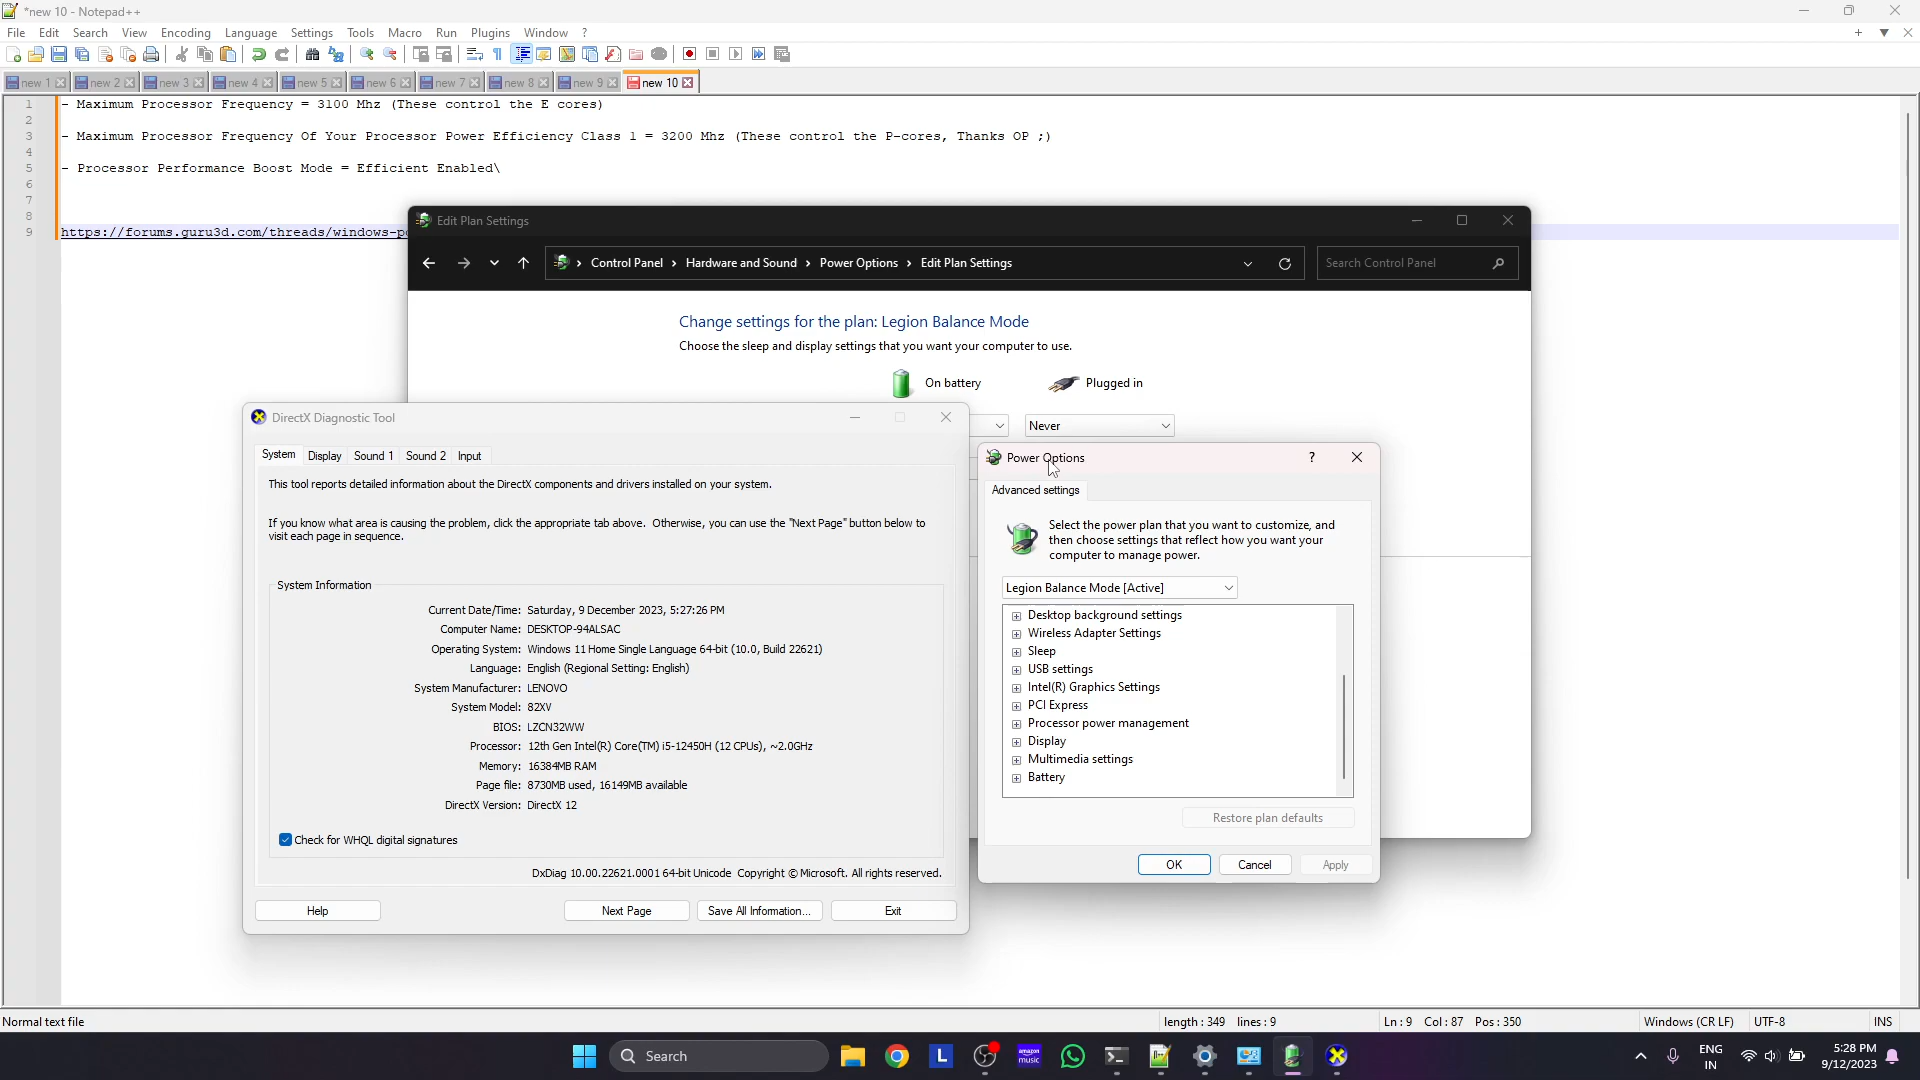 *new 10 - Notepad++
File Edit Search View Encoding Language Settings Tools Macro Run Plugins Window ?
new 1 new 2 new 3 new 4 new 5 new 6 new 7 new 8 new 9 new 10
1 - Maximum Processor Frequency = 3100 Mhz (These control the E cores)
2
3 - Maximum Processor Frequency Of Your Processor Power Efficiency Class 1 = 3200 Mhz (These control the P-cores, Thanks OP ;)
4
5 - Processor Performance Boost Mode = Efficient Enabled\
6
7
8
9 https://forums.guru3d.com/threads/windows-po
Edit Plan Settings
Control Panel > Hardware and Sound > Power Options > Edit Plan Settings
Search Control Panel
Change settings for the plan: Legion Balance Mode
Choose the sleep and display settings that you want your computer to use.
On battery Plugged in
Never
DirectX Diagnostic Tool
System Display Sound 1 Sound 2 Input
This tool reports detailed information about the DirectX components and drivers installed on your system.
If you know what area is causing the problem, click the appropriate tab above. Otherwise, you can use the "Next Page" button below to
visit each page in sequence.
System Information
Current Date/Time: Saturday, 9 December 2023, 5:27:26 PM
Computer Name: DESKTOP-94ALSAC
Operating System: Windows 11 Home Single Language 64-bit (10.0, Build 22621)
Language: English (Regional Setting: English)
System Manufacturer: LENOVO
System Model: 82XV
BIOS: LZCN32WW
Processor: 12th Gen Intel(R) Core(TM) i5-12450H (12 CPUs), ~2.0GHz
Memory: 16384MB RAM
Page file: 8730MB used, 16149MB available
DirectX Version: DirectX 12
Check for WHQL digital signatures
DxDiag 10.00.22621.0001 64-bit Unicode Copyright © Microsoft. All rights reserved.
Help Next Page Save All Information... Exit
Power Options
?
Advanced settings
Select the power plan that you want to customize, and
then choose settings that reflect how you want your
computer to manage power.
Legion Balance Mode [Active]
Desktop background settings
Wireless Adapter Settings
Sleep
USB settings
Intel(R) Graphics Settings
PCI Express
Processor power management
Display
Multimedia settings
Battery
Restore plan defaults
OK Cancel Apply
Normal text file length : 349 lines : 9 Ln : 9 Col : 87 Pos : 350 Windows (CR LF) UTF-8 INS
Search
L
amazon music
ENG
IN
5:28 PM
9/12/2023